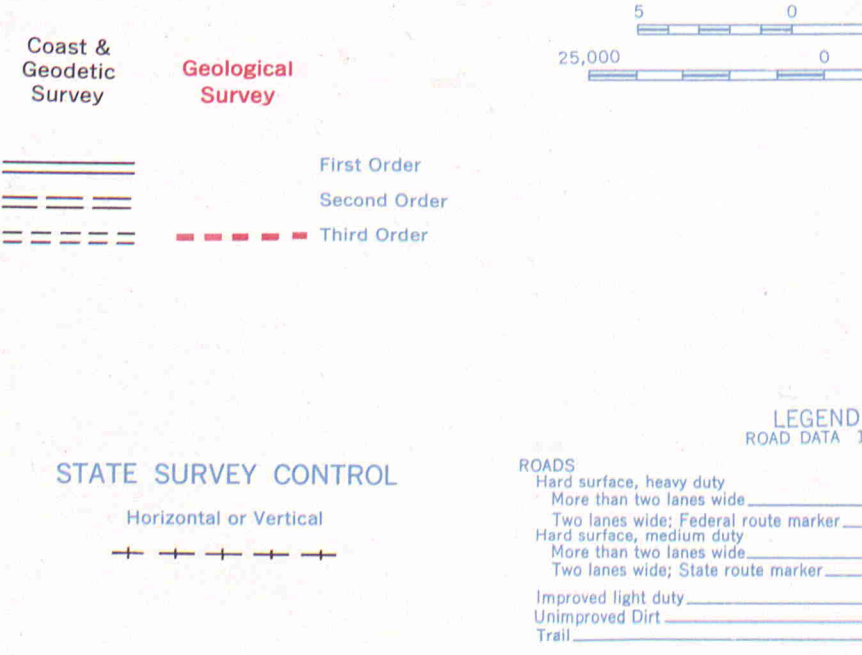 5 0
25,000 0
Coast &
Geodetic
Survey
Geological
Survey
First Order
Second Order
Third Order
STATE SURVEY CONTROL
Horizontal or Vertical
LEGEND
ROAD DATA 1
ROADS
Hard surface, heavy duty
More than two lanes wide
Two lanes wide; Federal route marker
Hard surface, medium duty
More than two lanes wide
Two lanes wide; State route marker
Improved light duty
Unimproved Dirt
Trail